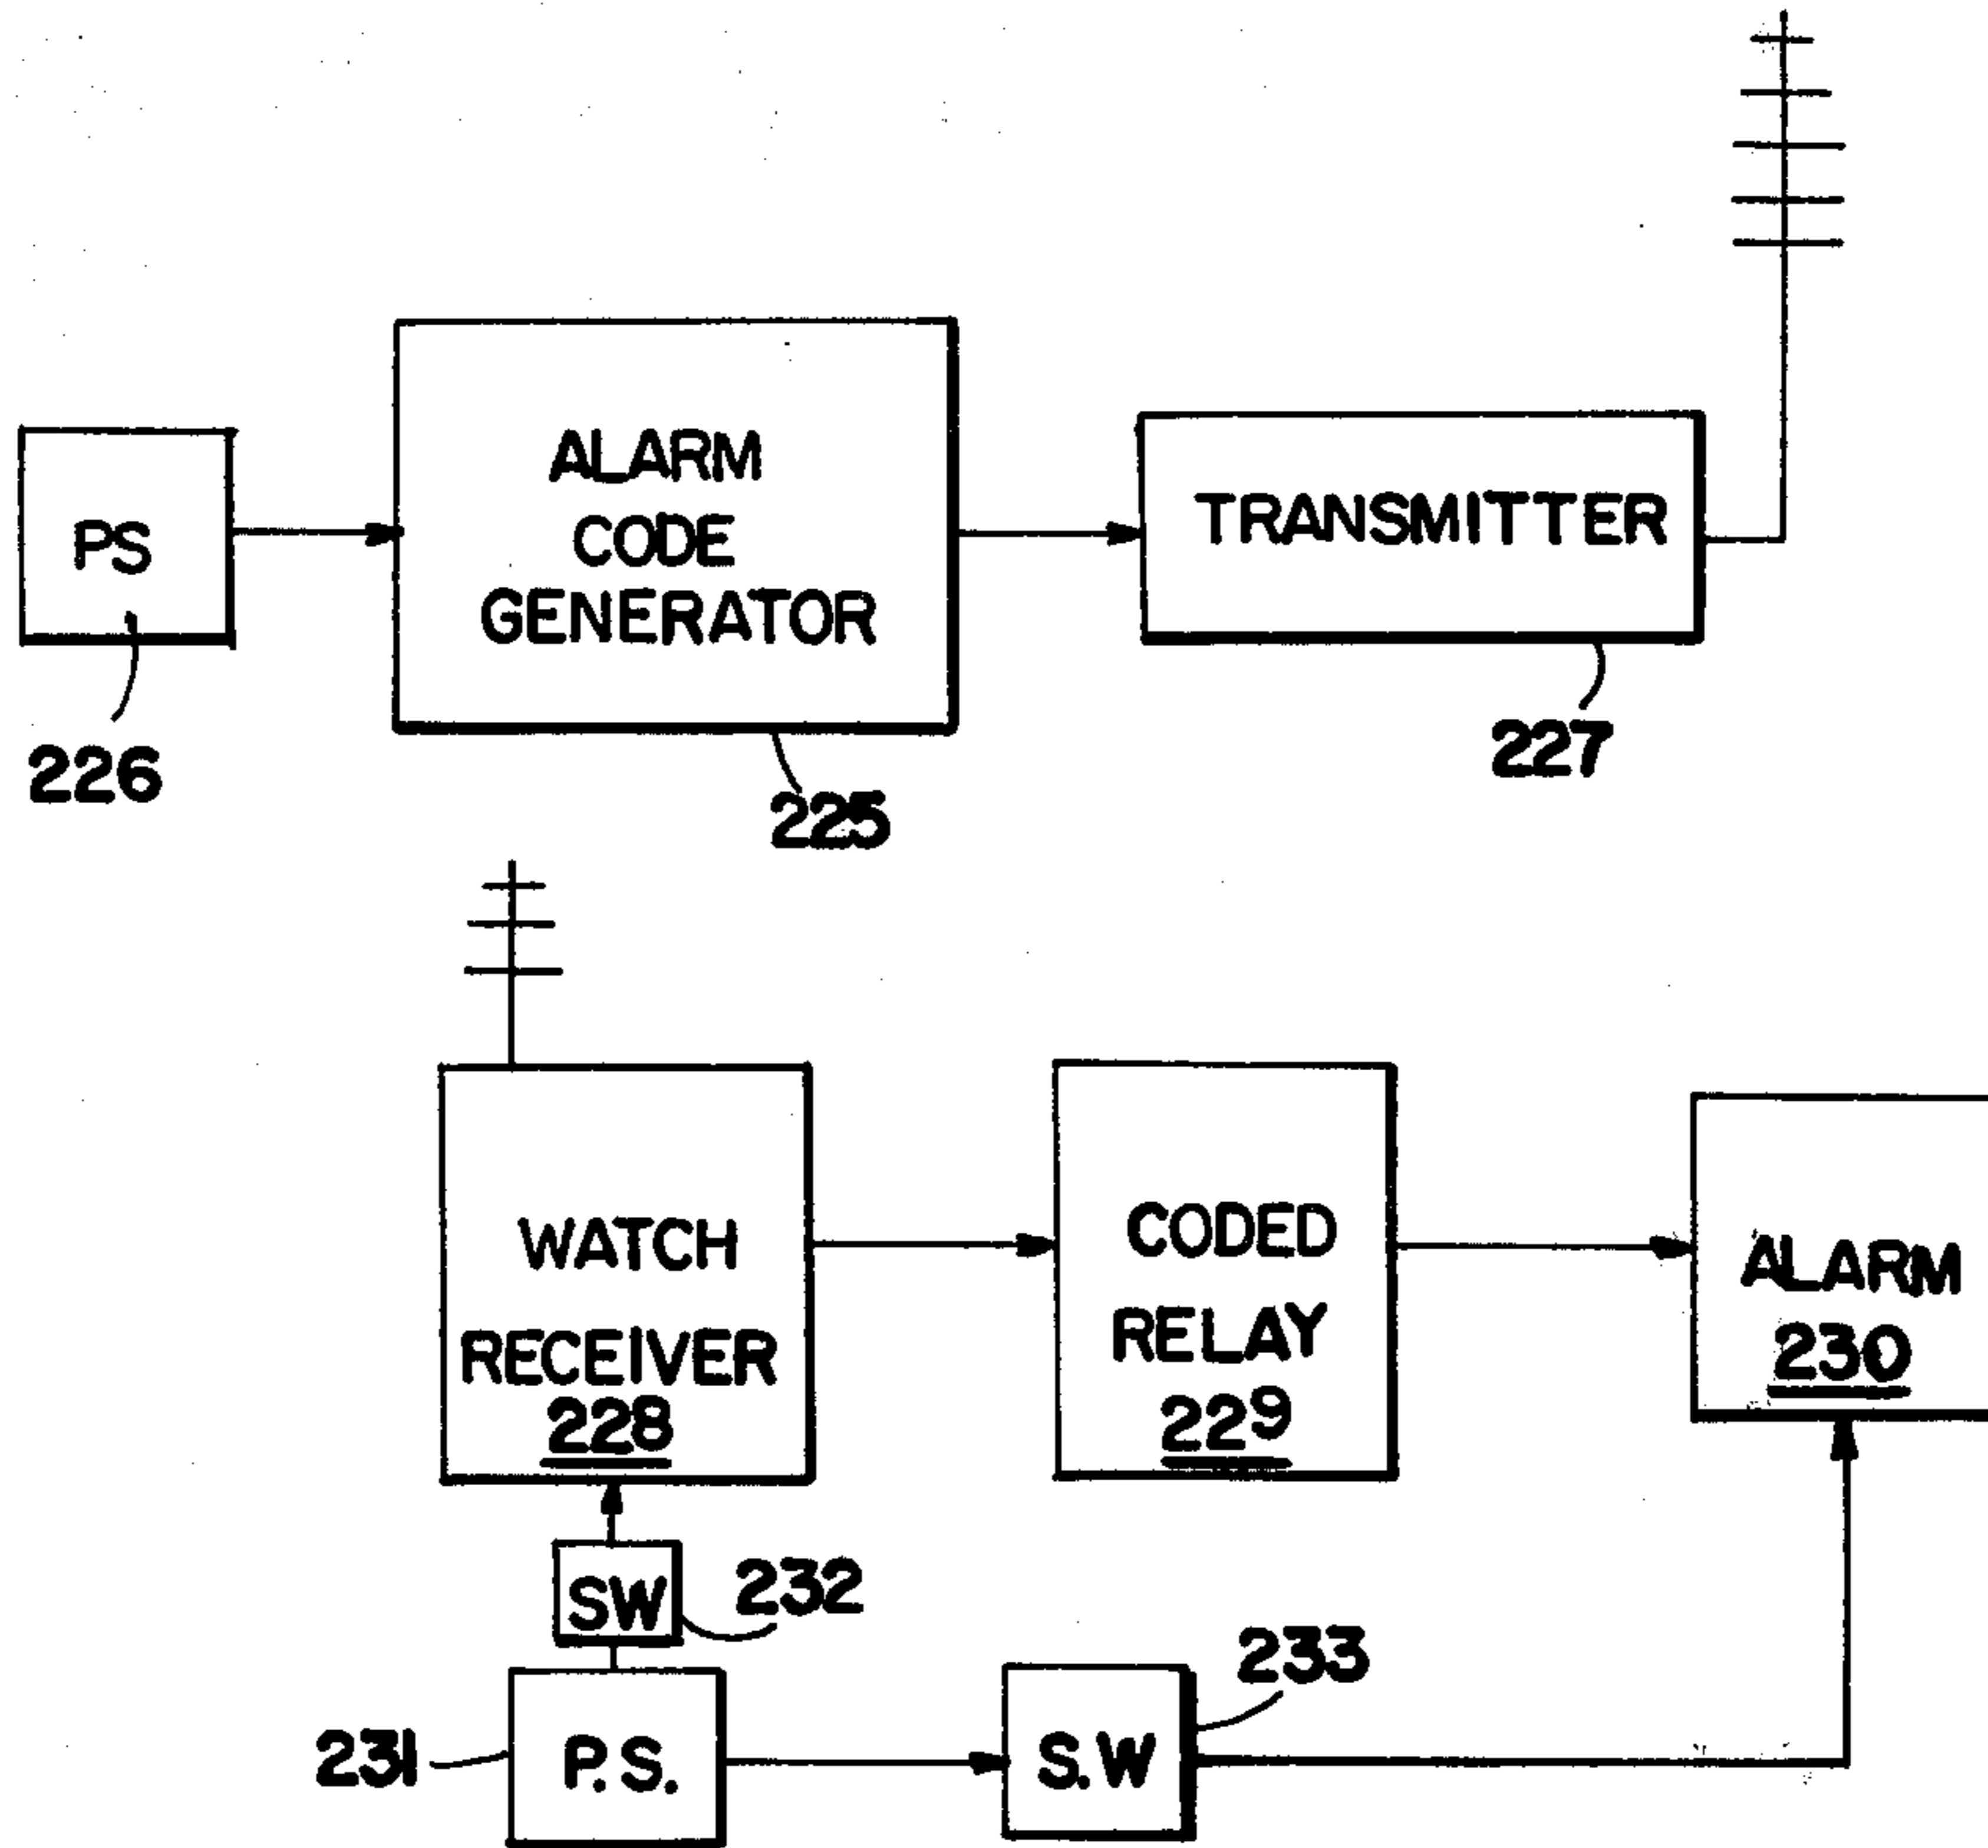 PS
226
ALARM
CODE
GENERATOR
225
TRANSMITTER
227
WATCH
RECEIVER
228
CODED
RELAY
229
ALARM
230
SW
232
231
P.S.
S.W
233